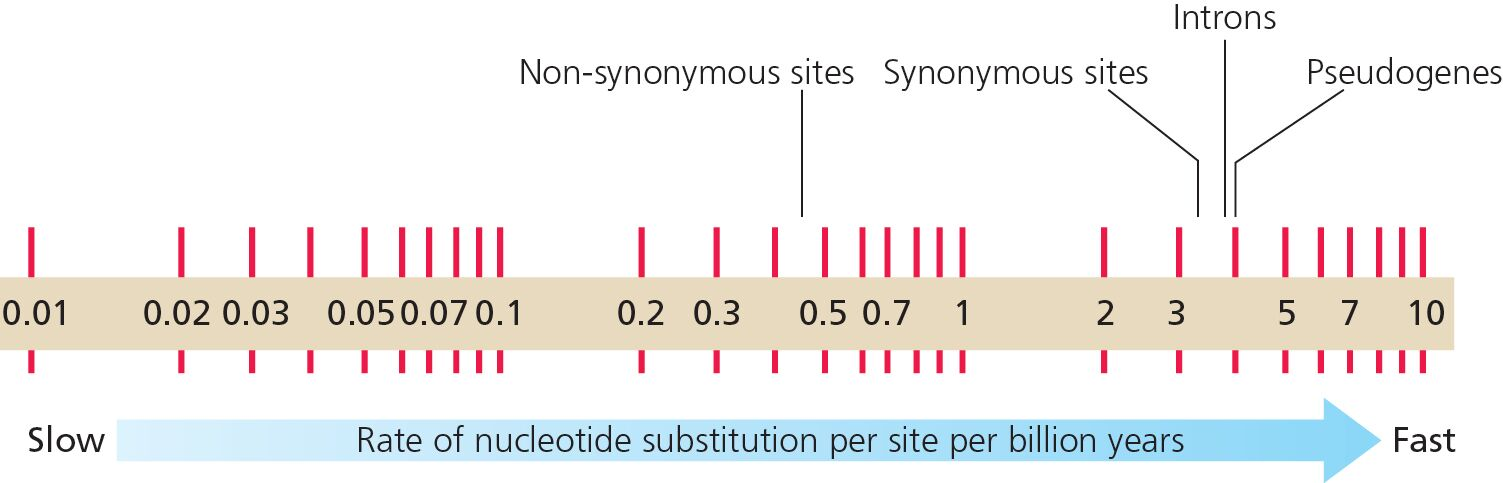 Introns
Non-synonymous sites Synonymous sites Pseudogenes
0.01 0.02 0.03 0.05 0.07 0.1 0.2 0.3 0.5 0.7 1 2 3 5 7 10
Slow Rate of nucleotide substitution per site per billion years Fast